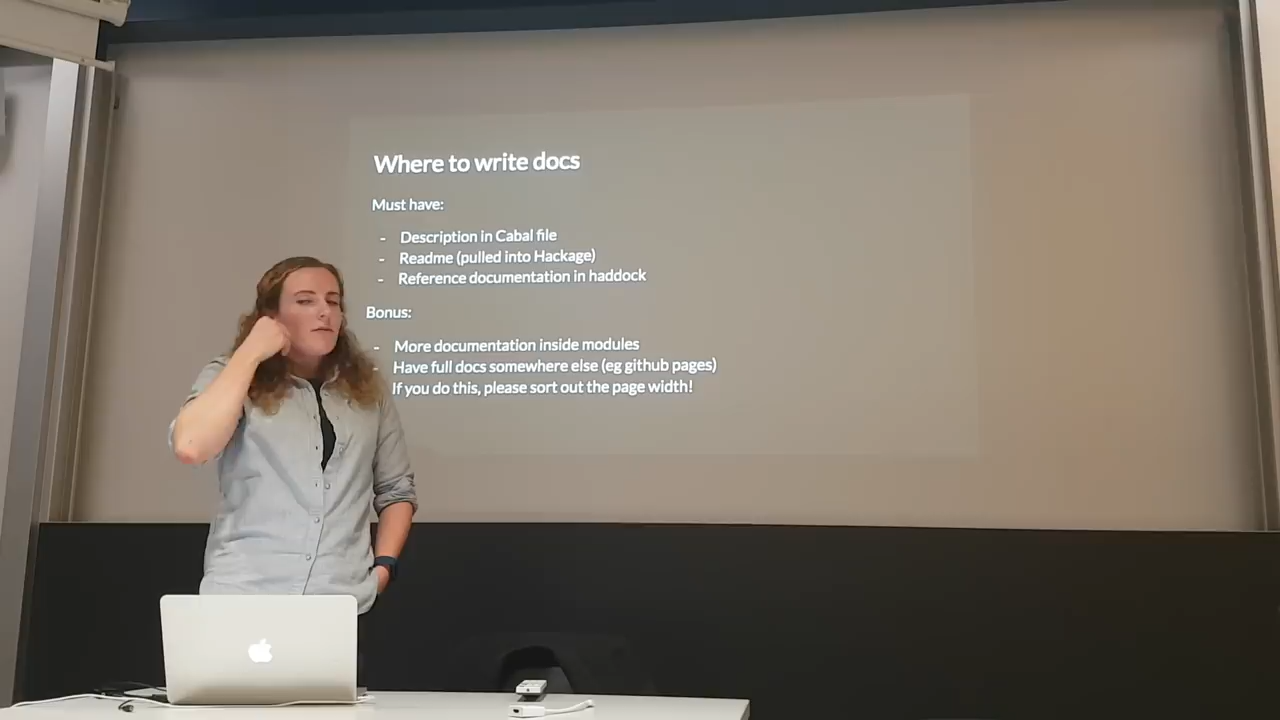 Where to write docs
Must have:
- Description in Cabal file
- Readme (pulled into Hackage)
- Reference documentation in haddock
Bonus:
- More documentation inside modules
- Have full docs somewhere else (eg github pages)
If you do this, please sort out the page width!